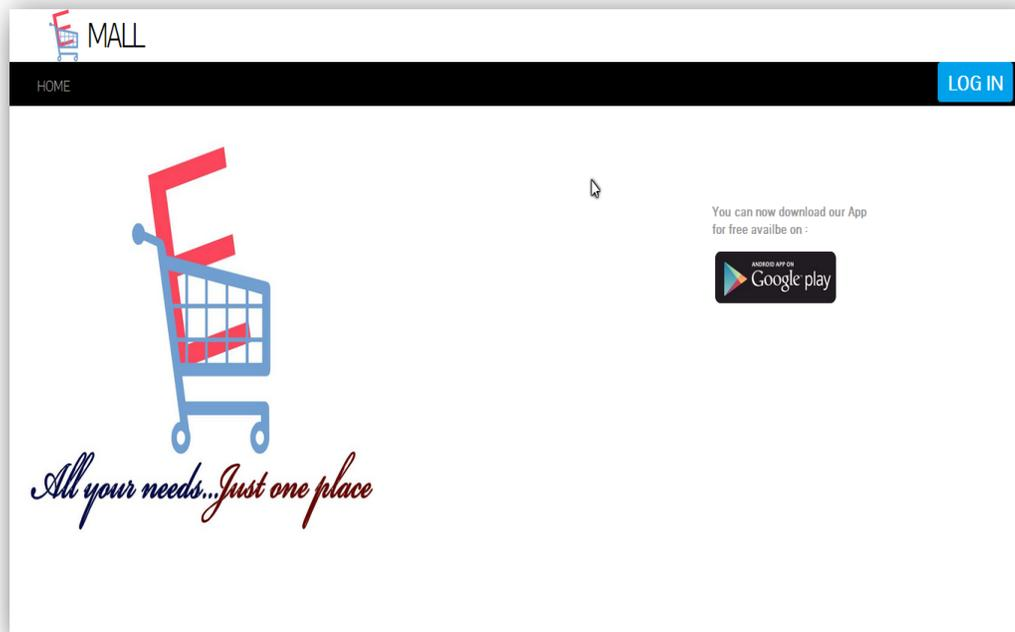 E MALL
HOME
LOG IN
You can now download our App
for free availbe on :
ANDROID APP ON
Google play
E
All your needs...Just one place